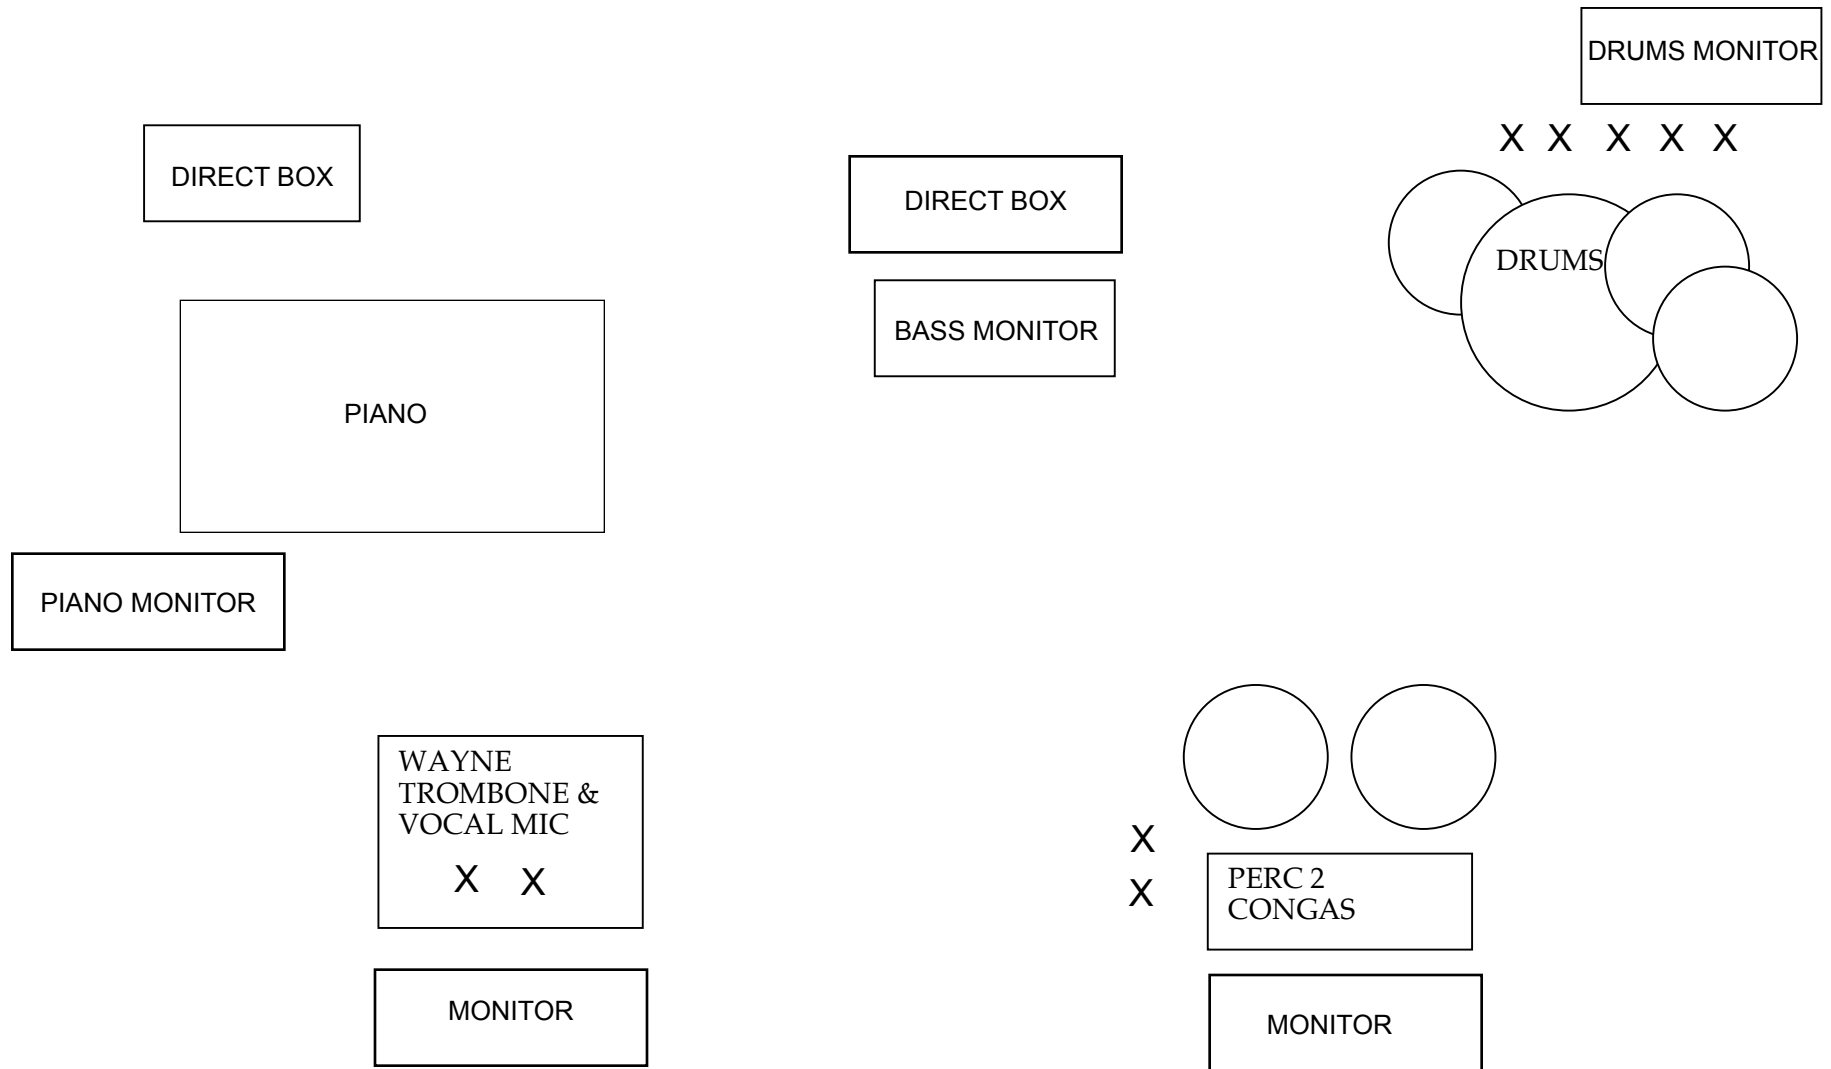 DRUMS MONITOR
X X X X X
DIRECT BOX
DIRECT BOX
DRUMS
BASS MONITOR
PIANO
PIANO MONITOR
WAYNE
TROMBONE &
VOCAL MIC
X X
X
X
PERC 2
CONGAS
MONITOR
MONITOR